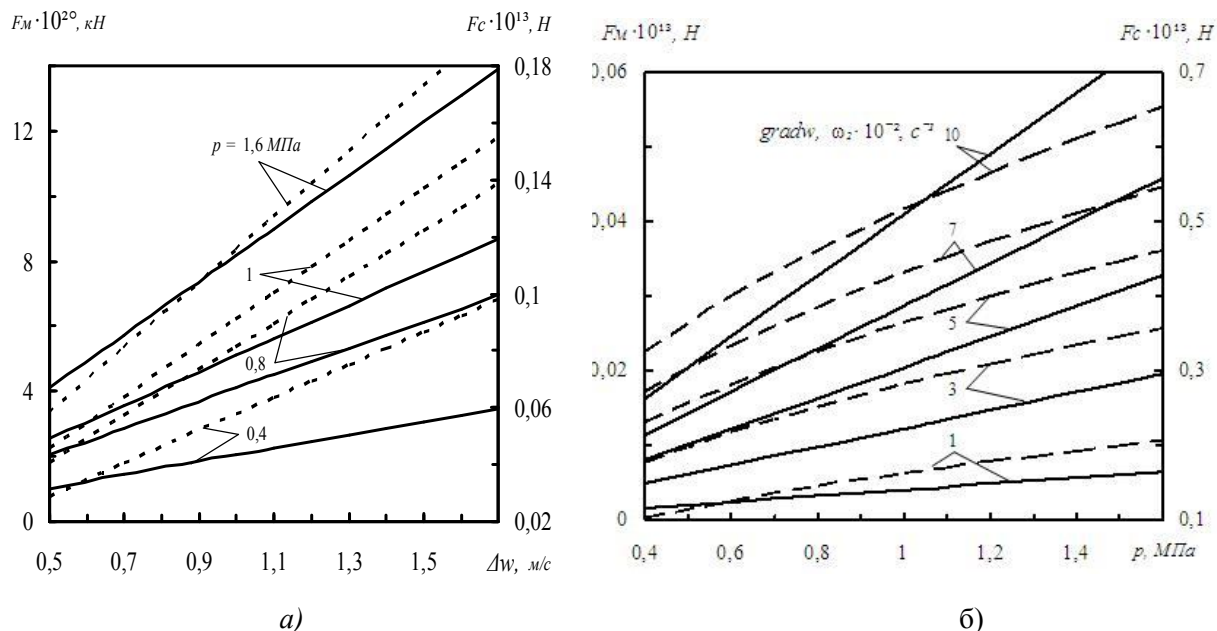 Fм·10²°, кН
Fс·10¹³, Н
0,18
12
0,14
8
0,1
4
0,06
0
0,02
p = 1,6 МПа
1
0,8
0,4
0,5 0,7 0,9 1,1 1,3 1,5 Δw, м/с
а)
Fм·10¹³, Н
Fс·10¹³, Н
0,06
0,7
0,04
0,5
0,02
0,3
0
0,1
gradw, ω₂·10⁻², с⁻¹ 10
7
5
3
1
0,4 0,6 0,8 1 1,2 1,4 p, МПа
б)